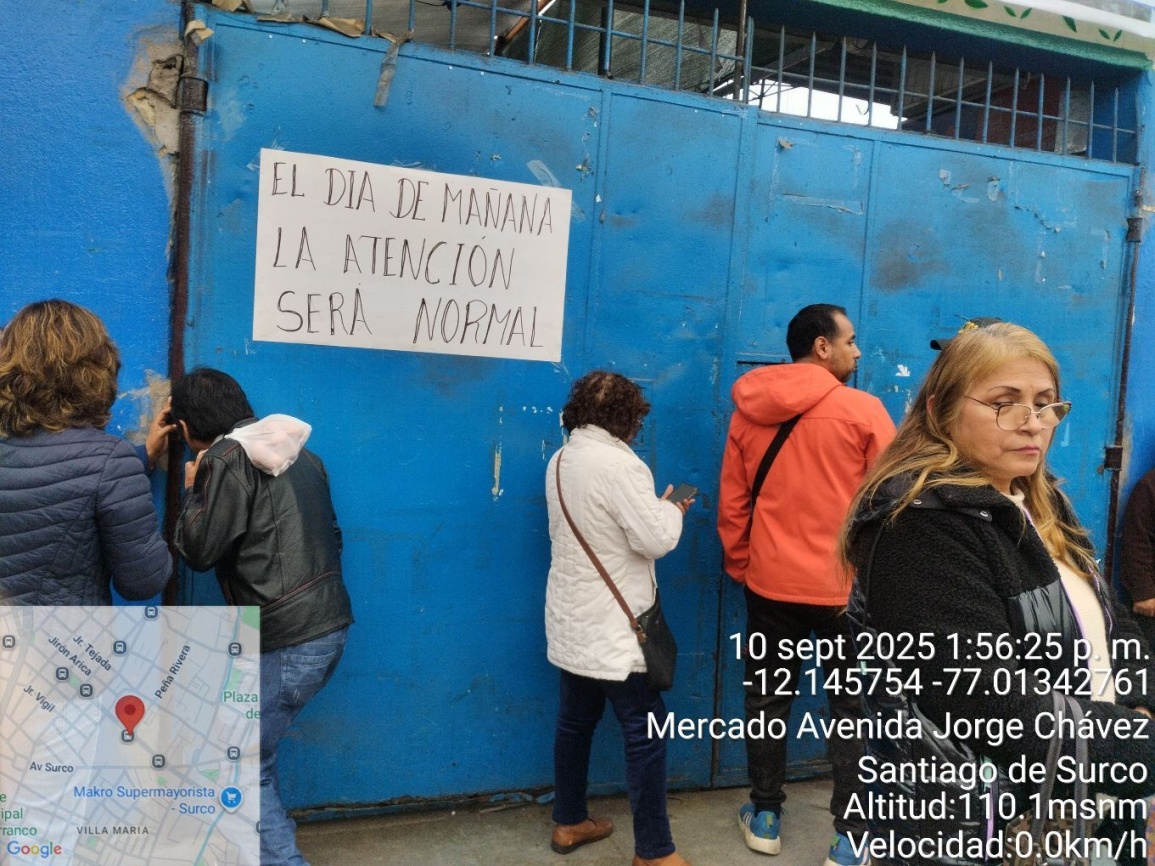 EL DIA DE MAÑANA
LA ATENCIÓN
SERÁ NORMAL
10 sept 2025 1:56:25 p. m.
-12.145754 -77.01342761
Mercado Avenida Jorge Chávez
Santiago de Surco
Altitud:110.1msnm
Velocidad:0.0km/h
Jr. Tejada
Jirón Arica
Peña Rivera
Jr. Vigil
Plaza
de
Av Surco
Makro Supermayorista
- Surco
VILLA MARIA
Google